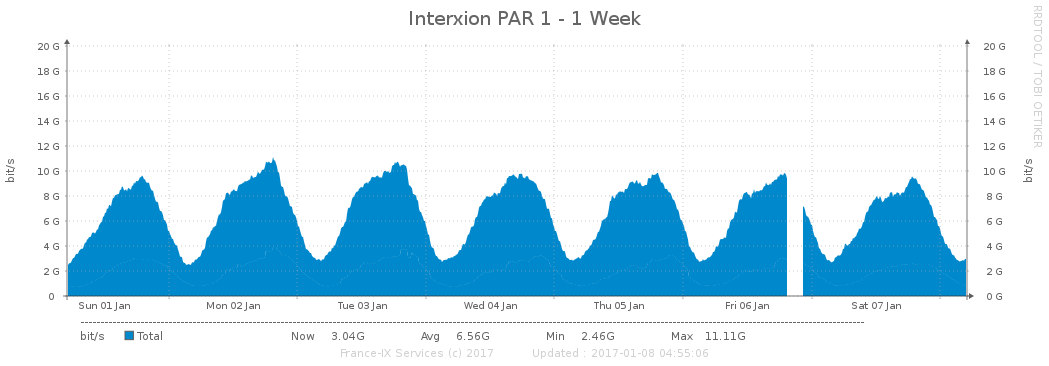 Interxion PAR 1 - 1 Week
RRDTOOL / TOBI OETIKER
bit/s
bit/s
20 G 20 G
18 G 18 G
16 G 16 G
14 G 14 G
12 G 12 G
10 G 10 G
8 G 8 G
6 G 6 G
4 G 4 G
2 G 2 G
0 0 G
Sun 01 Jan Mon 02 Jan Tue 03 Jan Wed 04 Jan Thu 05 Jan Fri 06 Jan Sat 07 Jan
bit/s Total Now 3.04G Avg 6.56G Min 2.46G Max 11.11G
France-IX Services (c) 2017 Updated : 2017-01-08 04:55:06